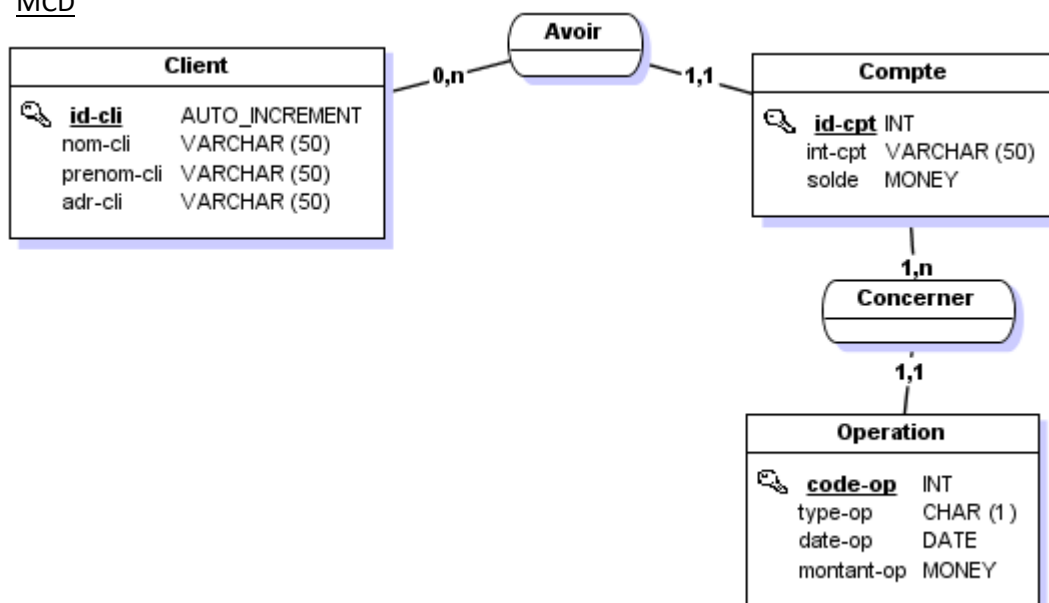 MCD
Avoir
Client
0,n
1,1
Compte
id-cli AUTO_INCREMENT
nom-cli VARCHAR (50)
prenom-cli VARCHAR (50)
adr-cli VARCHAR (50)
id-cpt INT
int-cpt VARCHAR (50)
solde MONEY
1,n
Concerner
1,1
Operation
code-op INT
type-op CHAR (1)
date-op DATE
montant-op MONEY